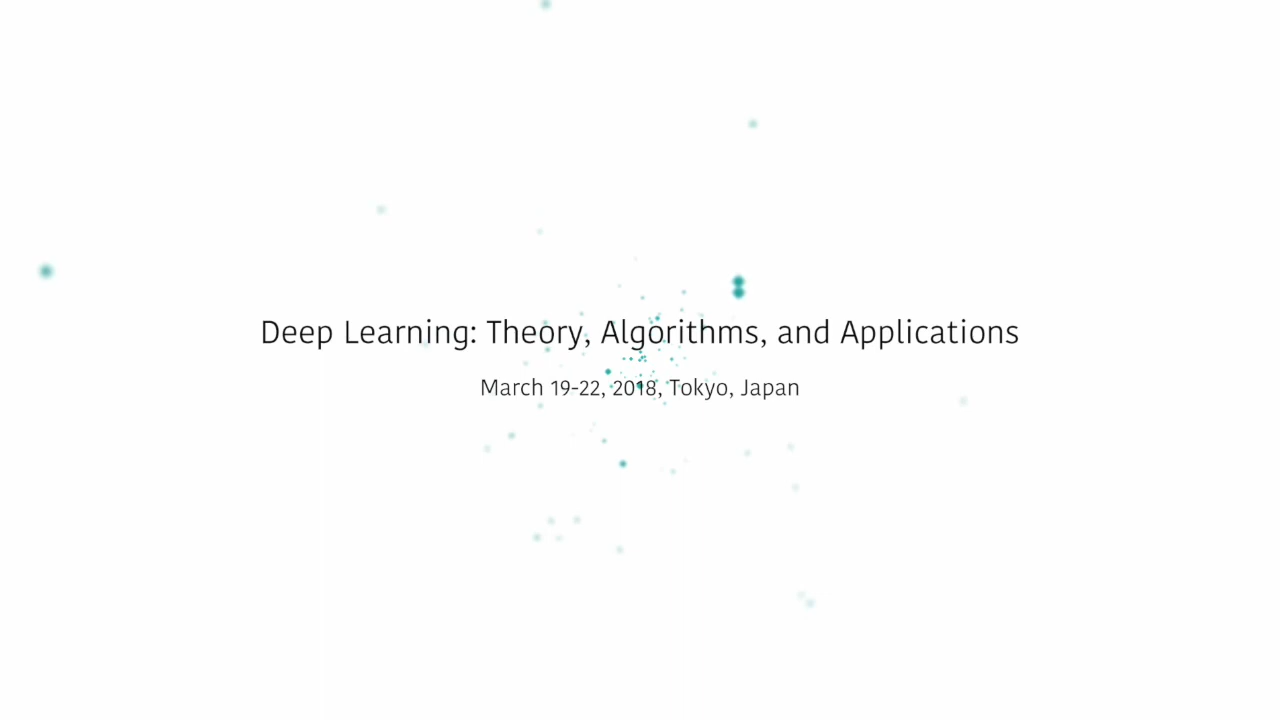 Deep Learning: Theory, Algorithms, and Applications
March 19-22, 2018, Tokyo, Japan